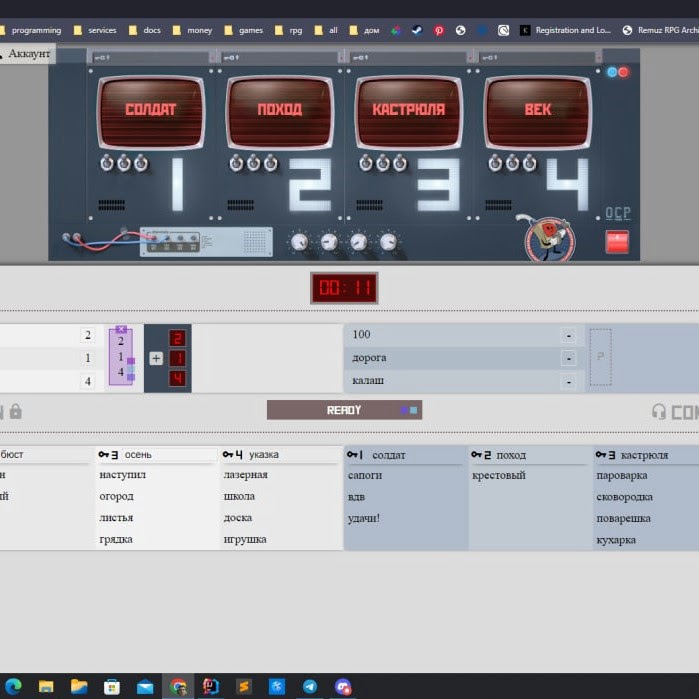 programming services docs money games rpg all дом Registration and Lo... Remuz RPG Archi
Аккаунт
СОЛДАТ ПОХОД КАСТРЮЛЯ ВЕК
1 2 3 4
OCP
00:11
2 2 2 100 -
1 1 + 1 дорога -
4 4 4 калаш -
?
READY
бюст 3 осень 4 указка 1 солдат 2 поход 3 кастрюля
наступил лазерная сапоги крестовый пароварка
огород школа вдв сковородка
листья доска удачи! поварешка
грядка игрушка кухарка